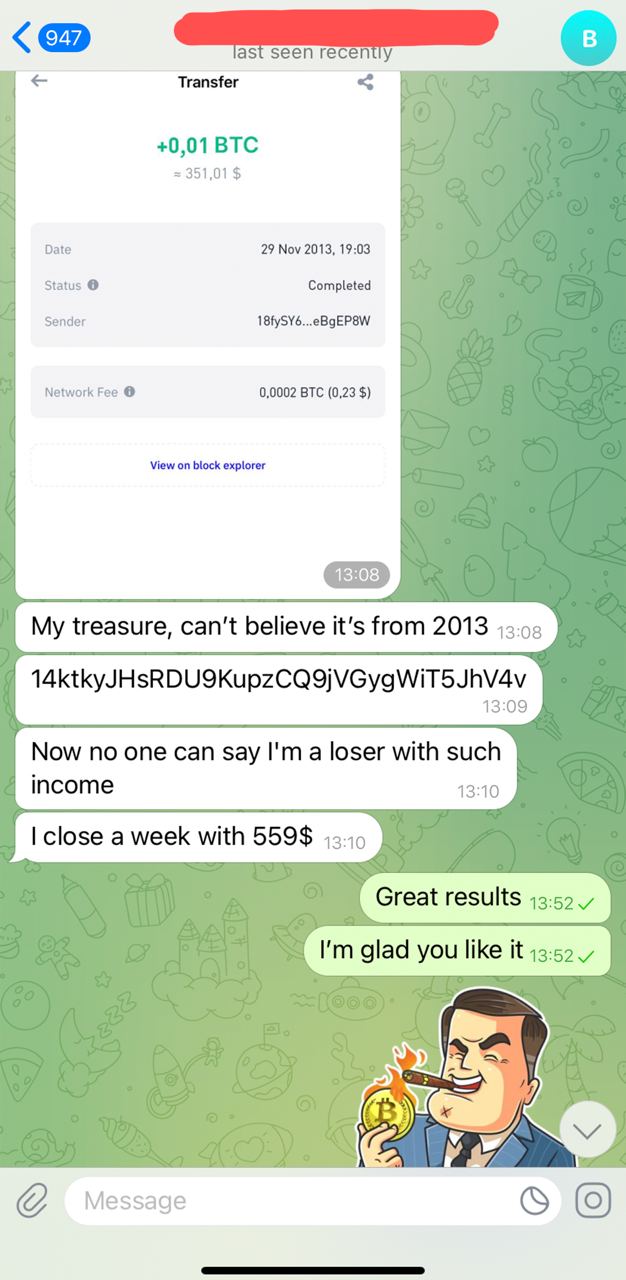 947
last seen recently
B
Transfer
+0,01 BTC
≈ 351,01 $
Date 29 Nov 2013, 19:03
Status Completed
Sender 18fySY6...eBgEP8W
Network Fee 0,0002 BTC (0,23 $)
View on block explorer
13:08
My treasure, can’t believe it’s from 2013 13:08
14ktkyJHsRDU9KupzCQ9jVGygWiT5JhV4v
13:09
Now no one can say I'm a loser with such
income 13:10
I close a week with 559$ 13:10
Great results 13:52
I’m glad you like it 13:52
Message